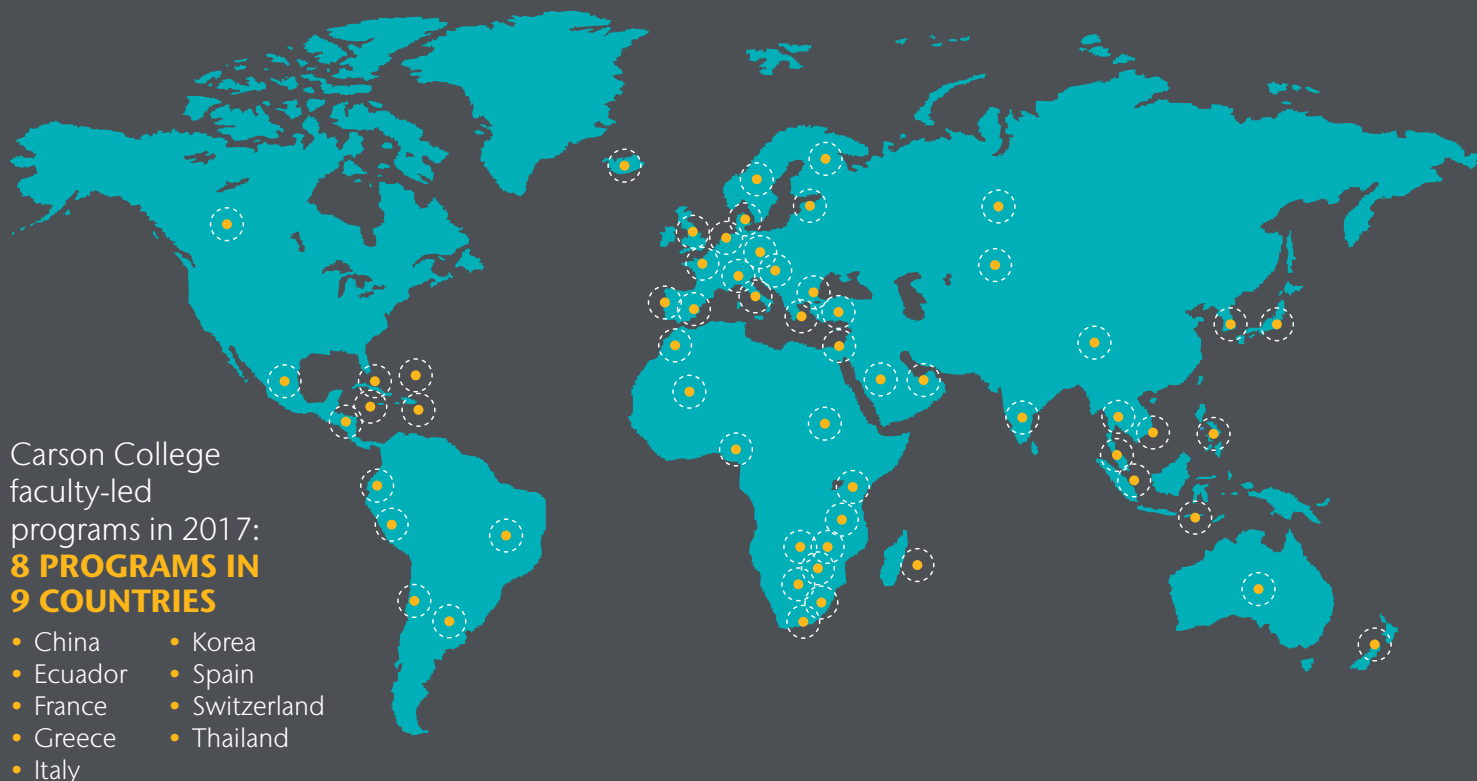 Carson College
faculty-led
programs in 2017:
8 PROGRAMS IN
9 COUNTRIES
• China
• Ecuador
• France
• Greece
• Italy
• Korea
• Spain
• Switzerland
• Thailand